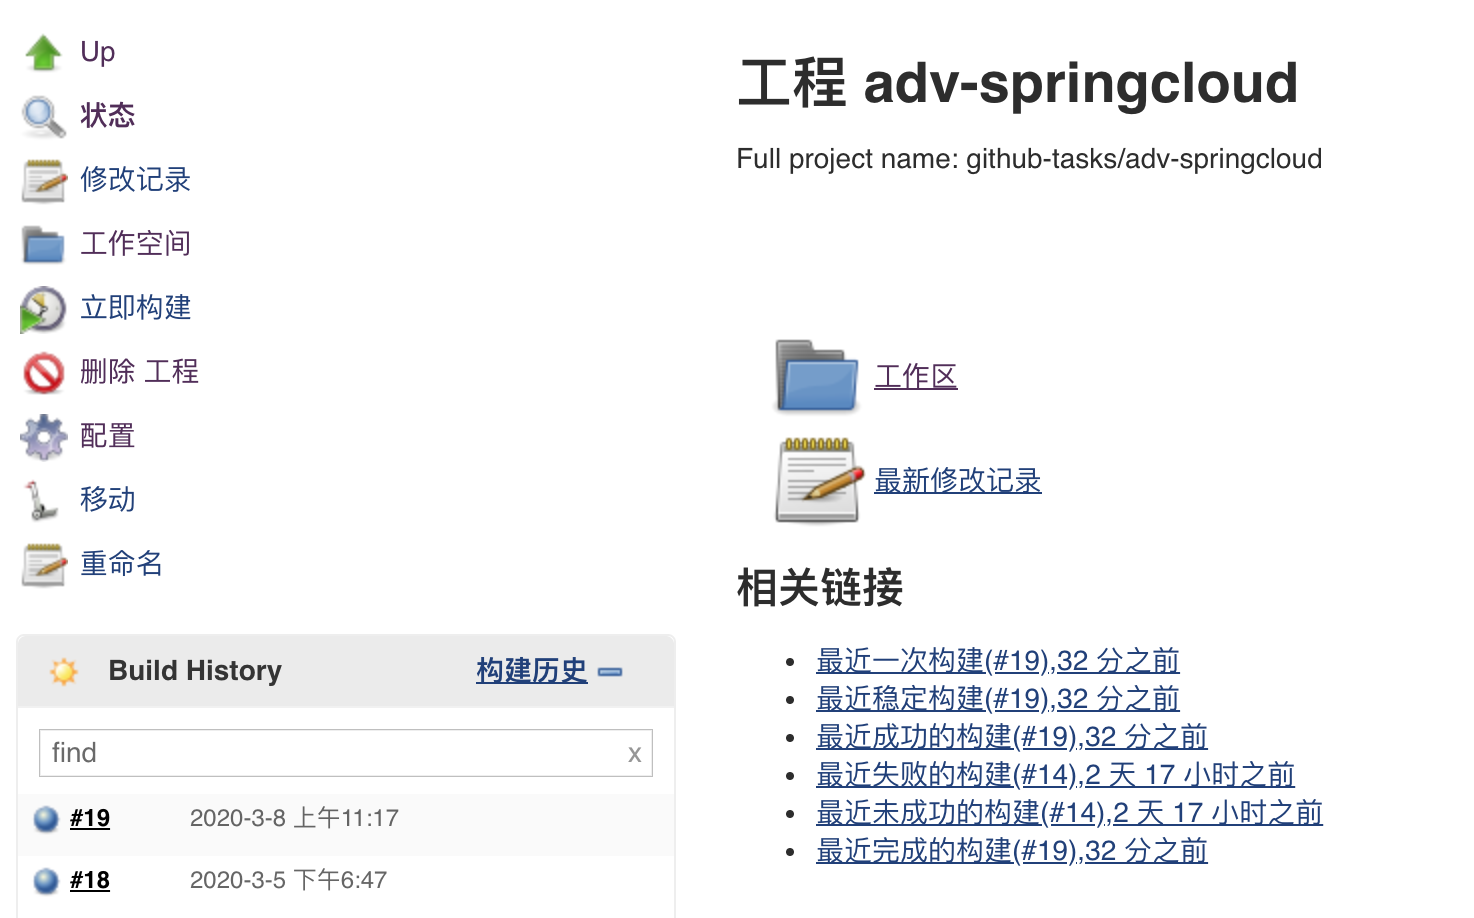 Up
状态
修改记录
工作空间
立即构建
删除 工程
配置
移动
重命名
Build History 构建历史
find x
#19 2020-3-8 上午11:17
#18 2020-3-5 下午6:47
工程 adv-springcloud
Full project name: github-tasks/adv-springcloud
工作区
最新修改记录
相关链接
最近一次构建(#19),32 分之前
最近稳定构建(#19),32 分之前
最近成功的构建(#19),32 分之前
最近失败的构建(#14),2 天 17 小时之前
最近未成功的构建(#14),2 天 17 小时之前
最近完成的构建(#19),32 分之前